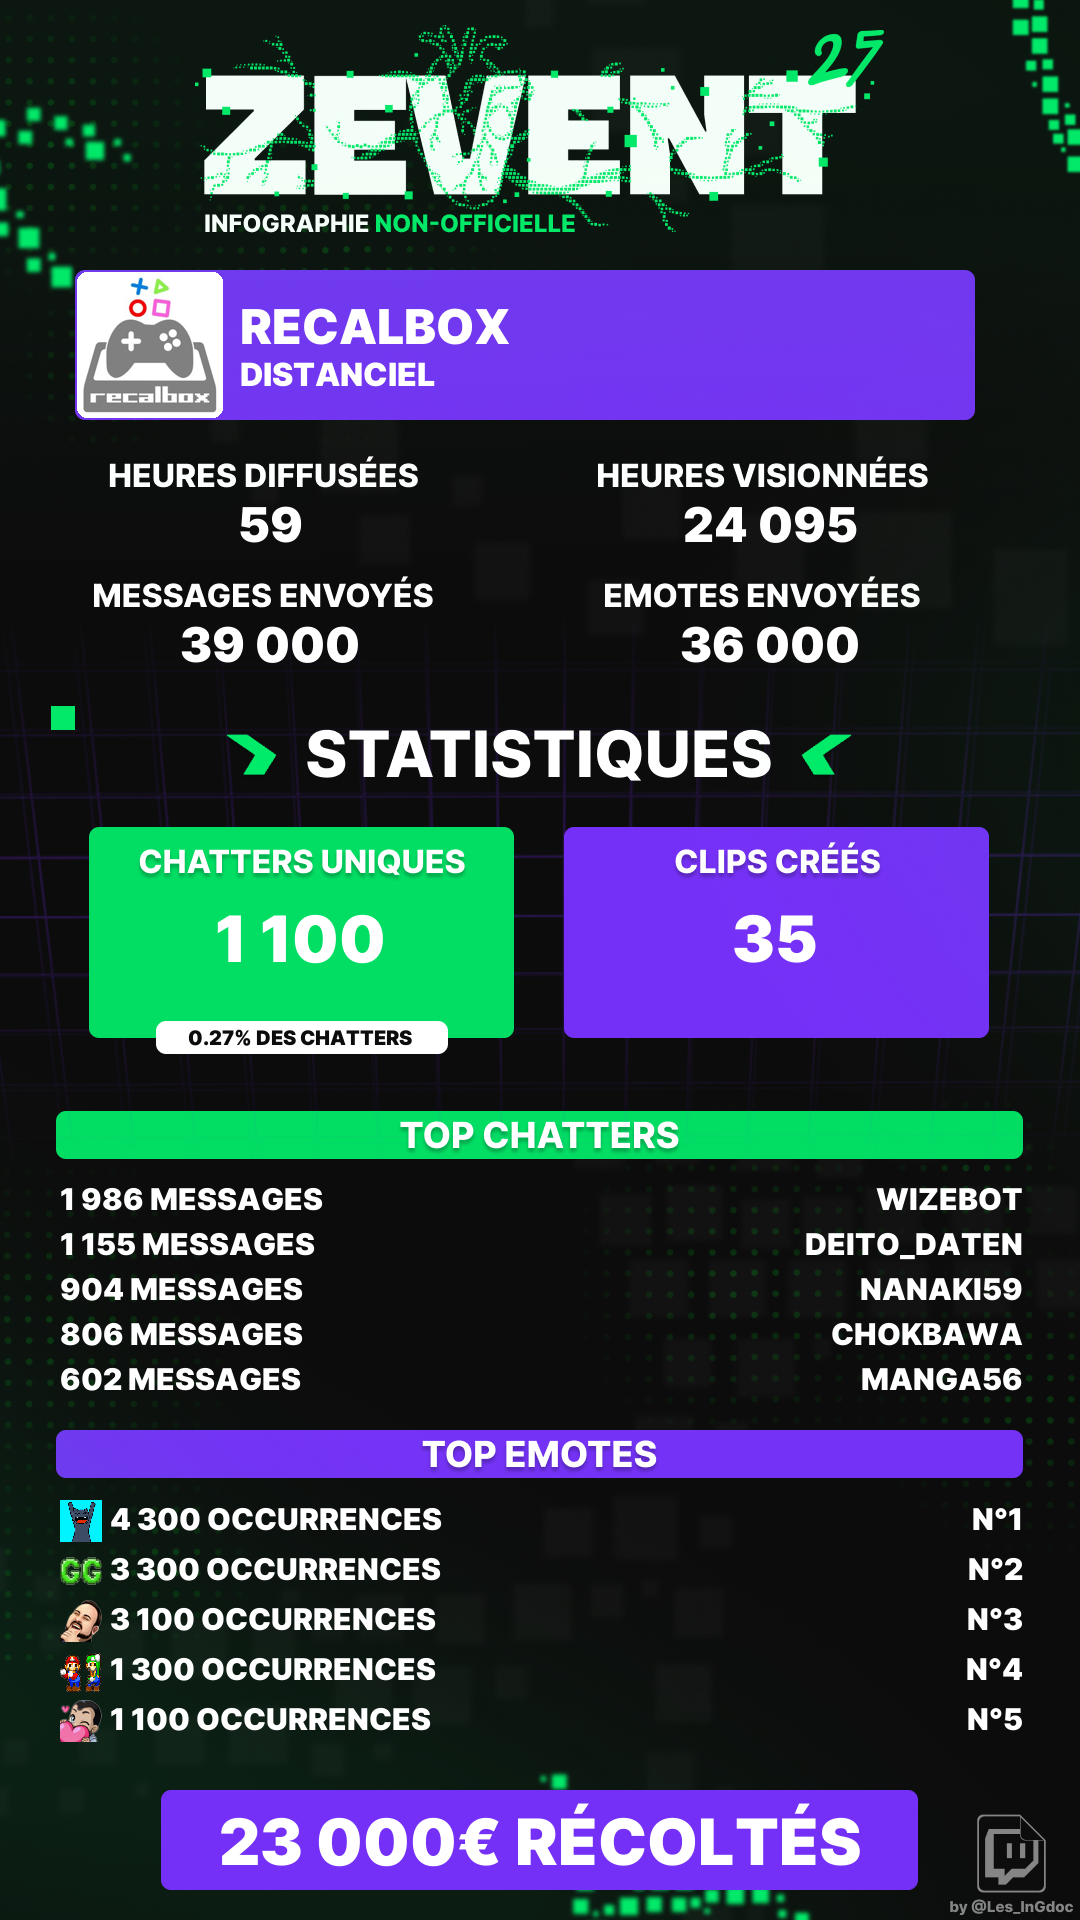 ZEVENT 25
INFOGRAPHIE NON-OFFICIELLE
recalbox
RECALBOX
DISTANCIEL
HEURES DIFFUSÉES
59
HEURES VISIONNÉES
24 095
MESSAGES ENVOYÉS
39 000
EMOTES ENVOYÉES
36 000
STATISTIQUES
CHATTERS UNIQUES
1 100
0.27% DES CHATTERS
CLIPS CRÉÉS
35
TOP CHATTERS
1 986 MESSAGES WIZEBOT
1 155 MESSAGES DEITO_DATEN
904 MESSAGES NANAKI59
806 MESSAGES CHOKBAWA
602 MESSAGES MANGA56
TOP EMOTES
4 300 OCCURRENCES N°1
GG 3 300 OCCURRENCES N°2
3 100 OCCURRENCES N°3
1 300 OCCURRENCES N°4
1 100 OCCURRENCES N°5
23 000€ RÉCOLTÉS
by @Les_InGdoc